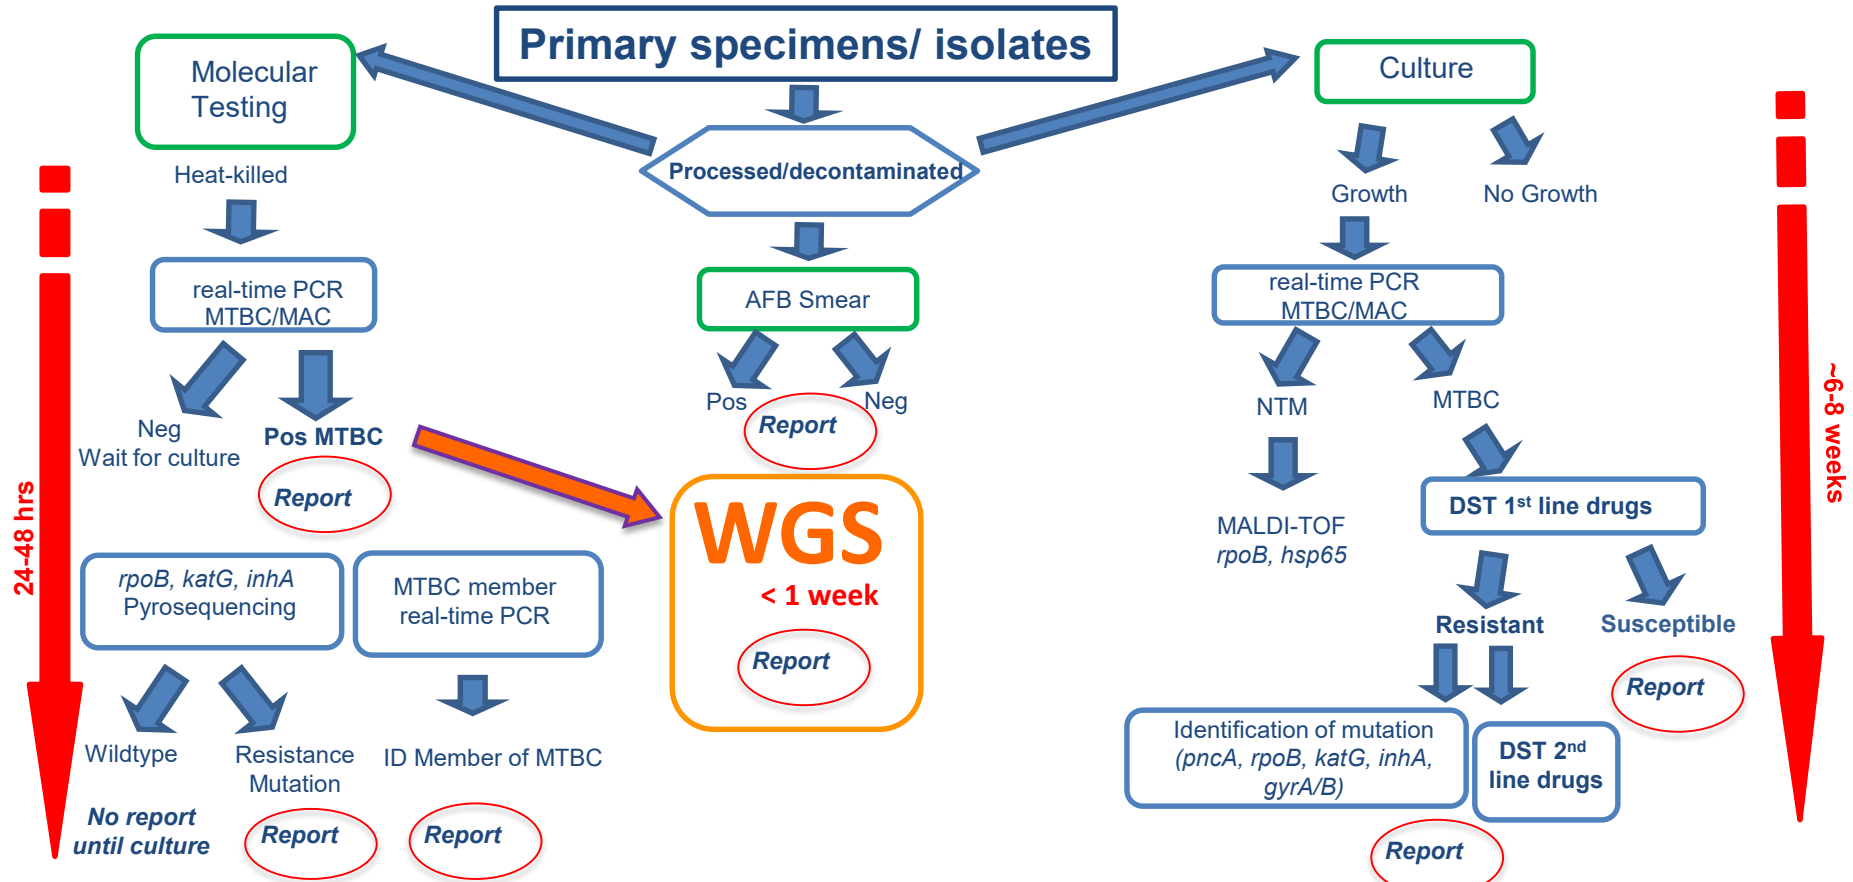 Primary specimens/ isolates
Processed/decontaminated
Molecular
Testing
Heat-killed
real-time PCR
MTBC/MAC
Neg
Wait for culture
Pos MTBC
Report
rpoB, katG, inhA
Pyrosequencing
MTBC member
real-time PCR
Wildtype
Resistance
Mutation
ID Member of MTBC
No report
until culture
Report
Report
24-48 hrs
AFB Smear
Pos
Neg
Report
WGS
< 1 week
Report
Culture
Growth
No Growth
real-time PCR
MTBC/MAC
NTM
MTBC
MALDI-TOF
rpoB, hsp65
DST 1st line drugs
Resistant
Susceptible
Report
Identification of mutation
(pncA, rpoB, katG, inhA,
gyrA/B)
DST 2nd
line drugs
Report
~6-8 weeks